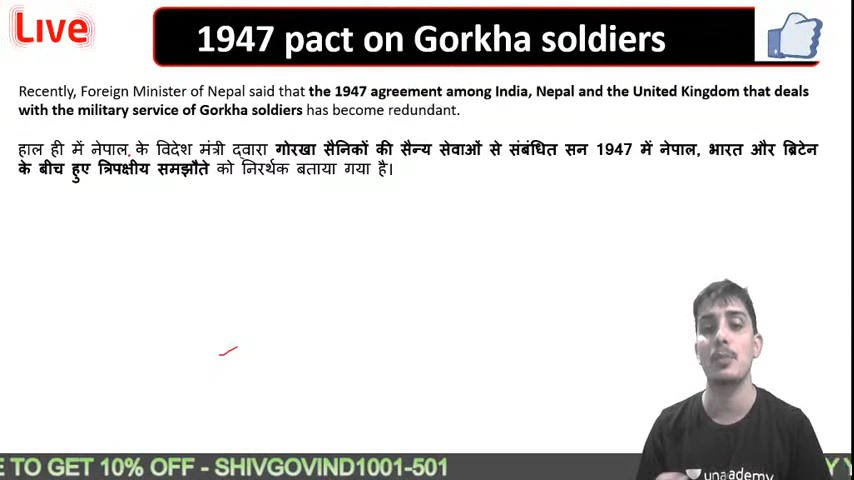 Live
1947 pact on Gorkha soldiers
Recently, Foreign Minister of Nepal said that the 1947 agreement among India, Nepal and the United Kingdom that deals
with the military service of Gorkha soldiers has become redundant.
हाल ही में नेपाल के विदेश मंत्री द्वारा गोरखा सैनिकों की सैन्य सेवाओं से संबंधित सन 1947 में नेपाल, भारत और ब्रिटेन
के बीच हुए त्रिपक्षीय समझौते को निरर्थक बताया गया है।
unacademy
E TO GET 10% OFF - SHIVGOVIND1001-501
Y Y